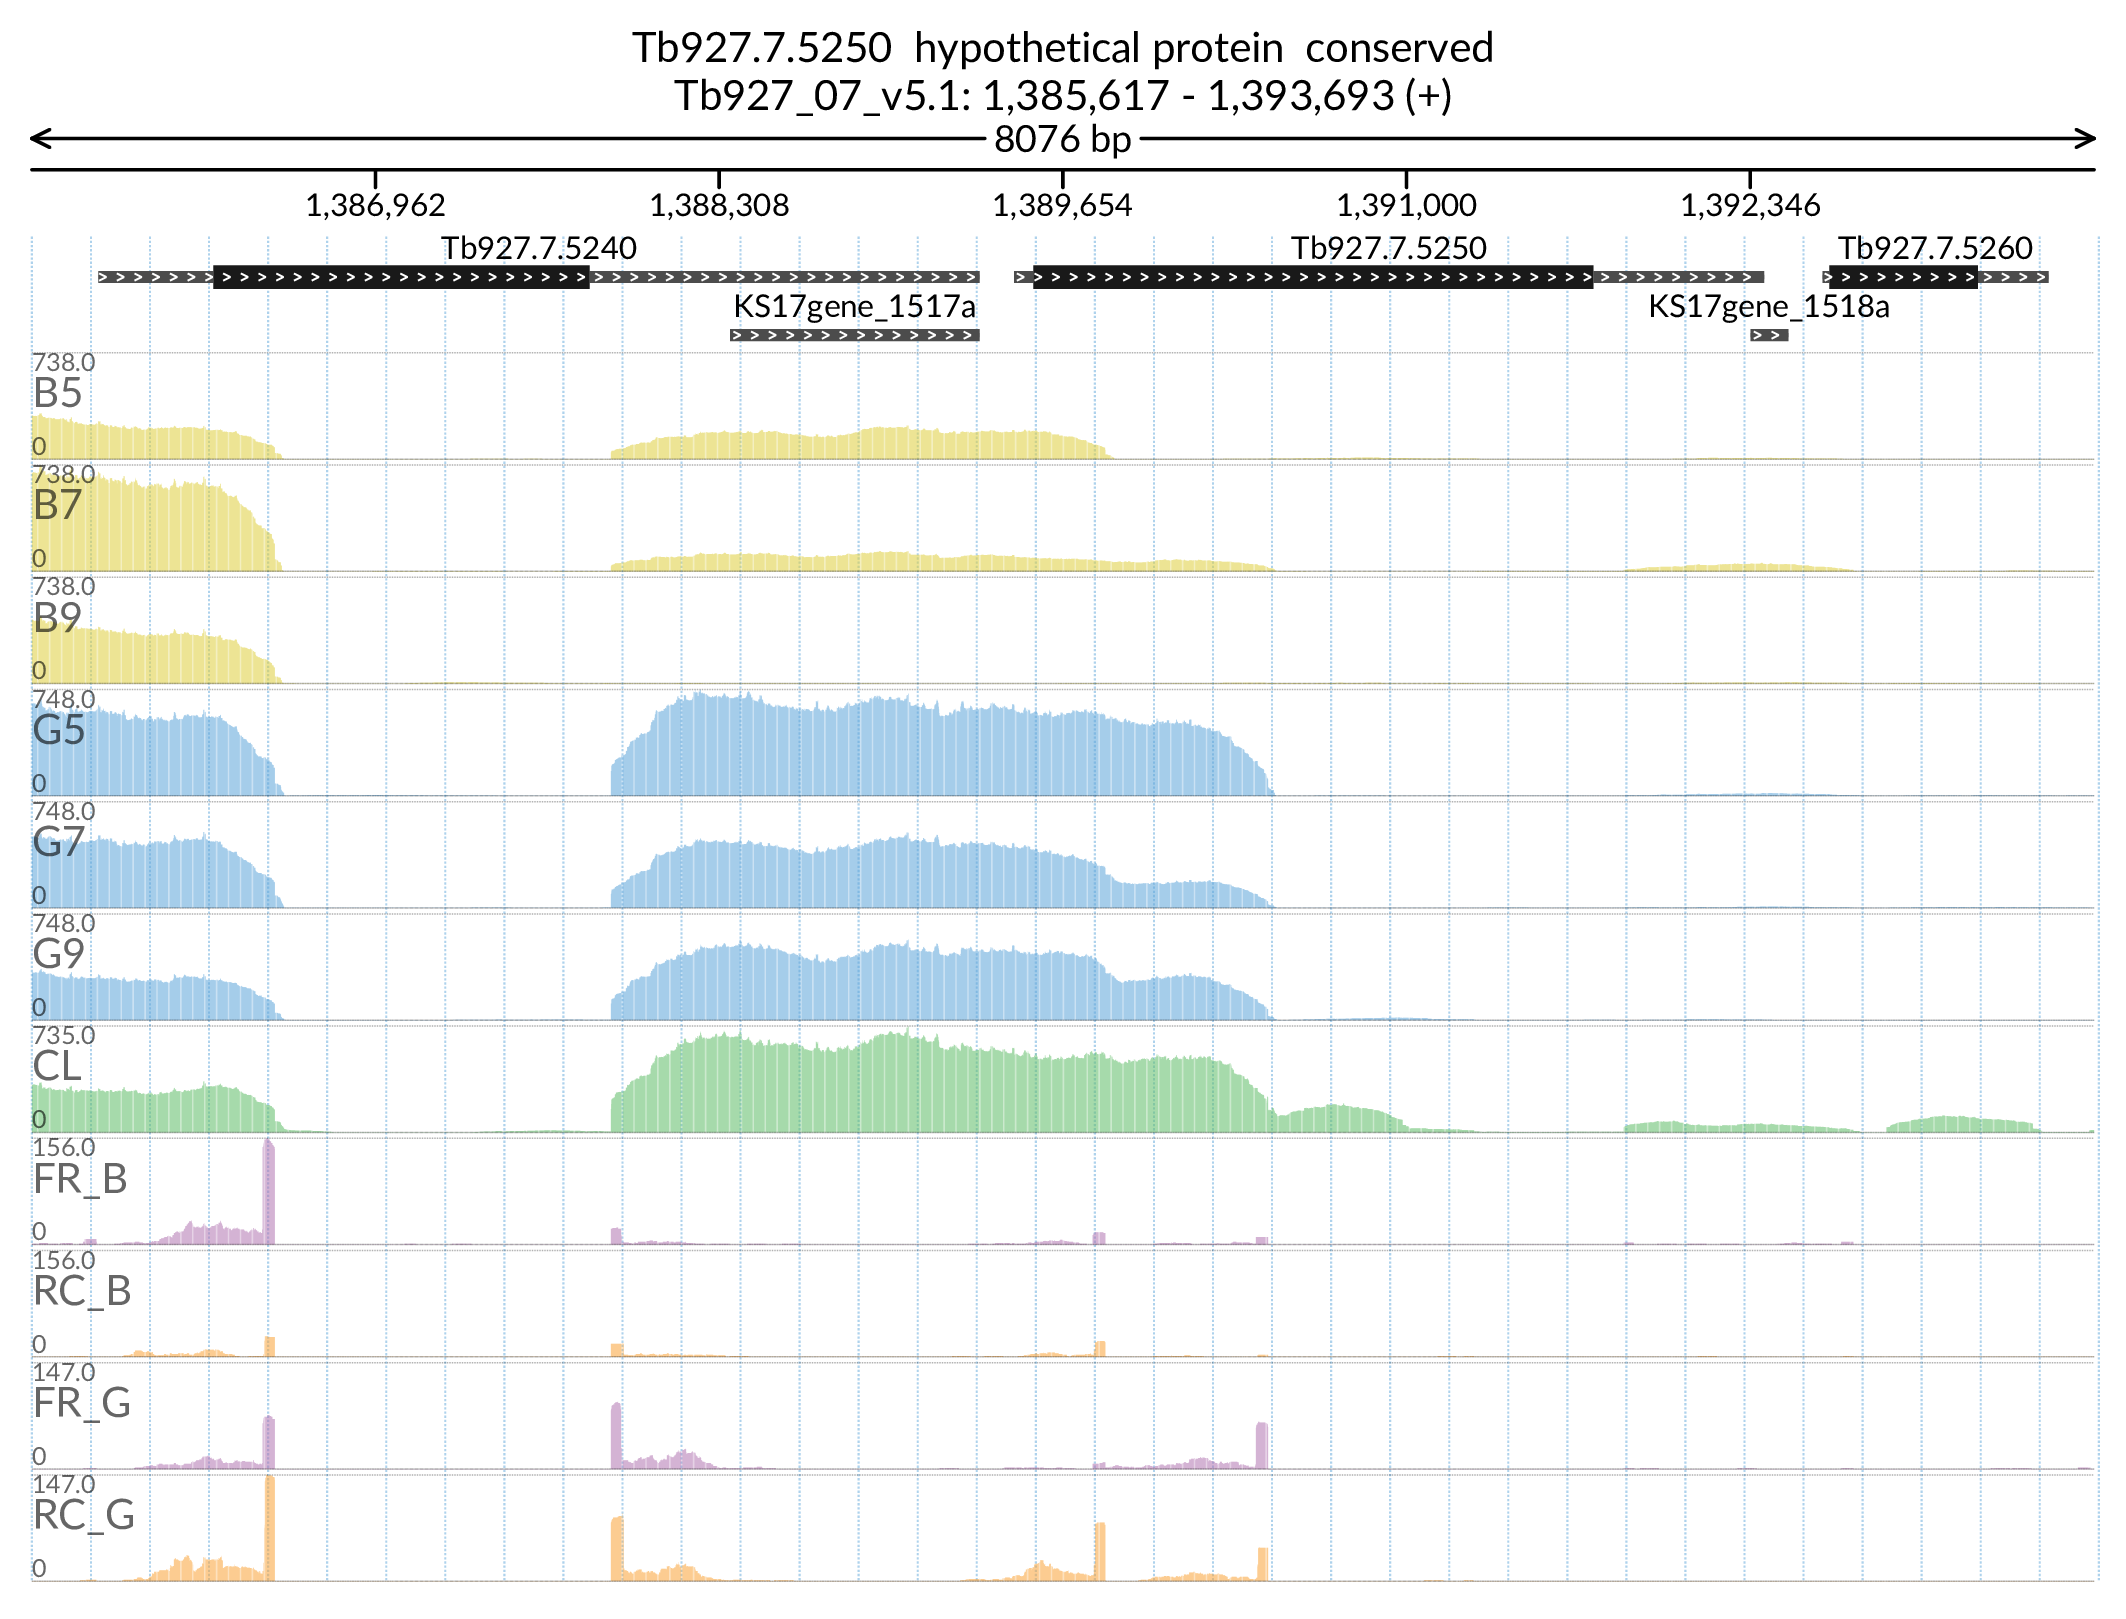 Tb927.7.5250 hypothetical protein conserved
Tb927_07_v5.1: 1,385,617 - 1,393,693 (+)
8076 bp
1,386,962 1,388,308 1,389,654 1,391,000 1,392,346
Tb927.7.5240 Tb927.7.5250 Tb927.7.5260
KS17gene_1517a KS17gene_1518a
738.0
B5
0
738.0
B7
0
738.0
B9
0
748.0
G5
0
748.0
G7
0
748.0
G9
0
735.0
CL
0
156.0
FR_B
0
156.0
RC_B
0
147.0
FR_G
0
147.0
RC_G
0